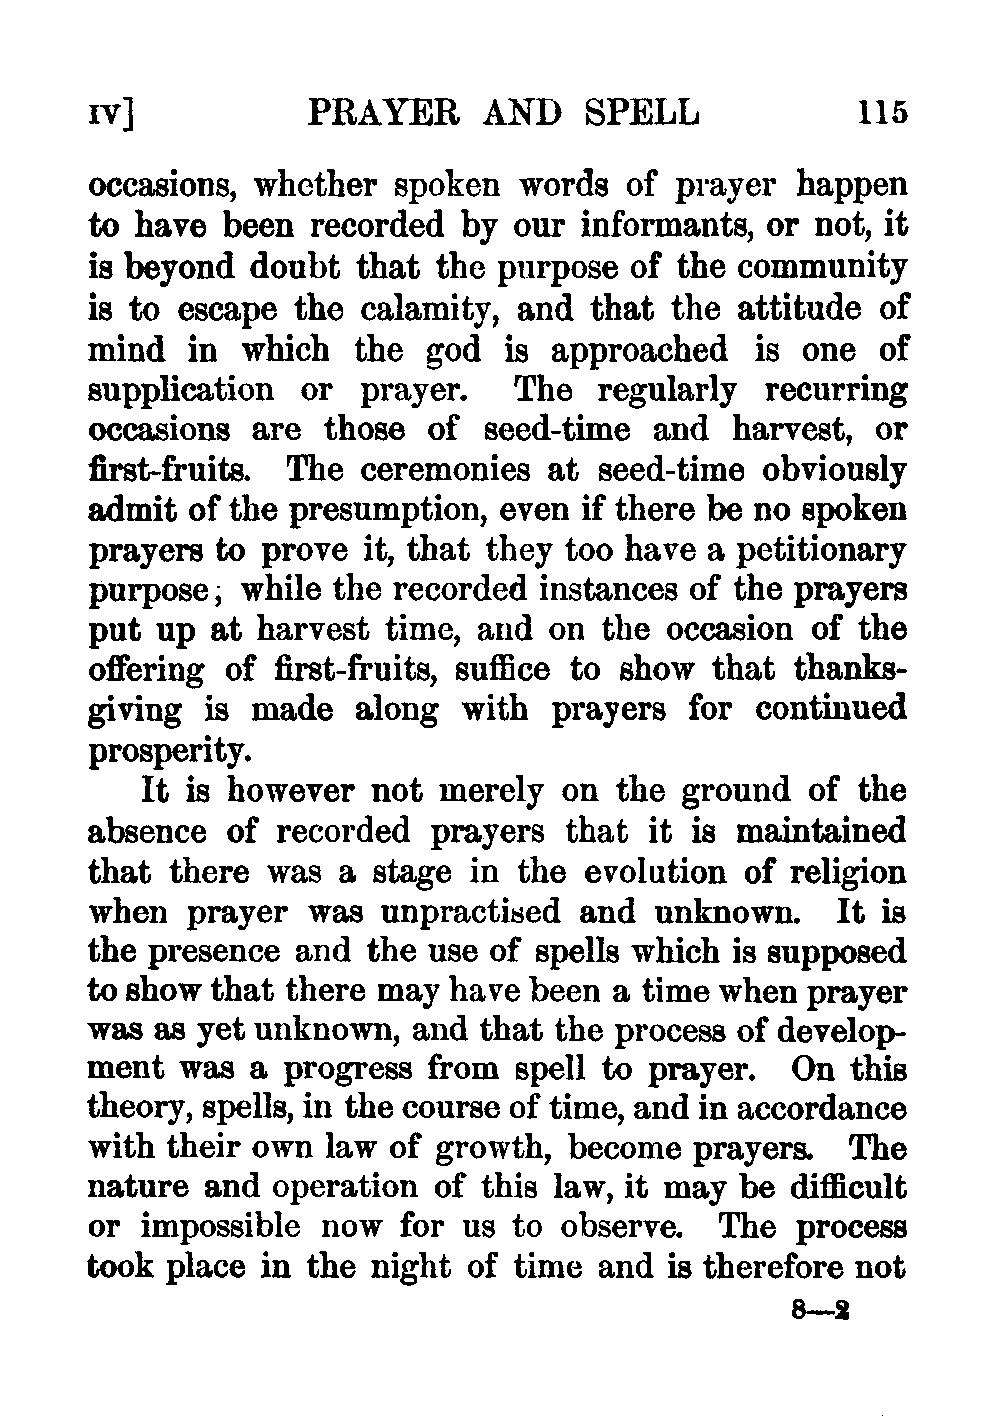 IV] PRAYER AND SPELL 115
occasions, whether spoken words of prayer happen
to have been recorded by our informants, or not, it
is beyond doubt that the purpose of the community
is to escape the calamity, and that the attitude of
mind in which the god is approached is one of
supplication or prayer. The regularly recurring
occasions are those of seed-time and harvest, or
first-fruits. The ceremonies at seed-time obviously
admit of the presumption, even if there be no spoken
prayers to prove it, that they too have a petitionary
purpose; while the recorded instances of the prayers
put up at harvest time, and on the occasion of the
offering of first-fruits, suffice to show that thanks-
giving is made along with prayers for continued
prosperity.
It is however not merely on the ground of the
absence of recorded prayers that it is maintained
that there was a stage in the evolution of religion
when prayer was unpractised and unknown. It is
the presence and the use of spells which is supposed
to show that there may have been a time when prayer
was as yet unknown, and that the process of develop-
ment was a progress from spell to prayer. On this
theory, spells, in the course of time, and in accordance
with their own law of growth, become prayers. The
nature and operation of this law, it may be difficult
or impossible now for us to observe. The process
took place in the night of time and is therefore not
8—2